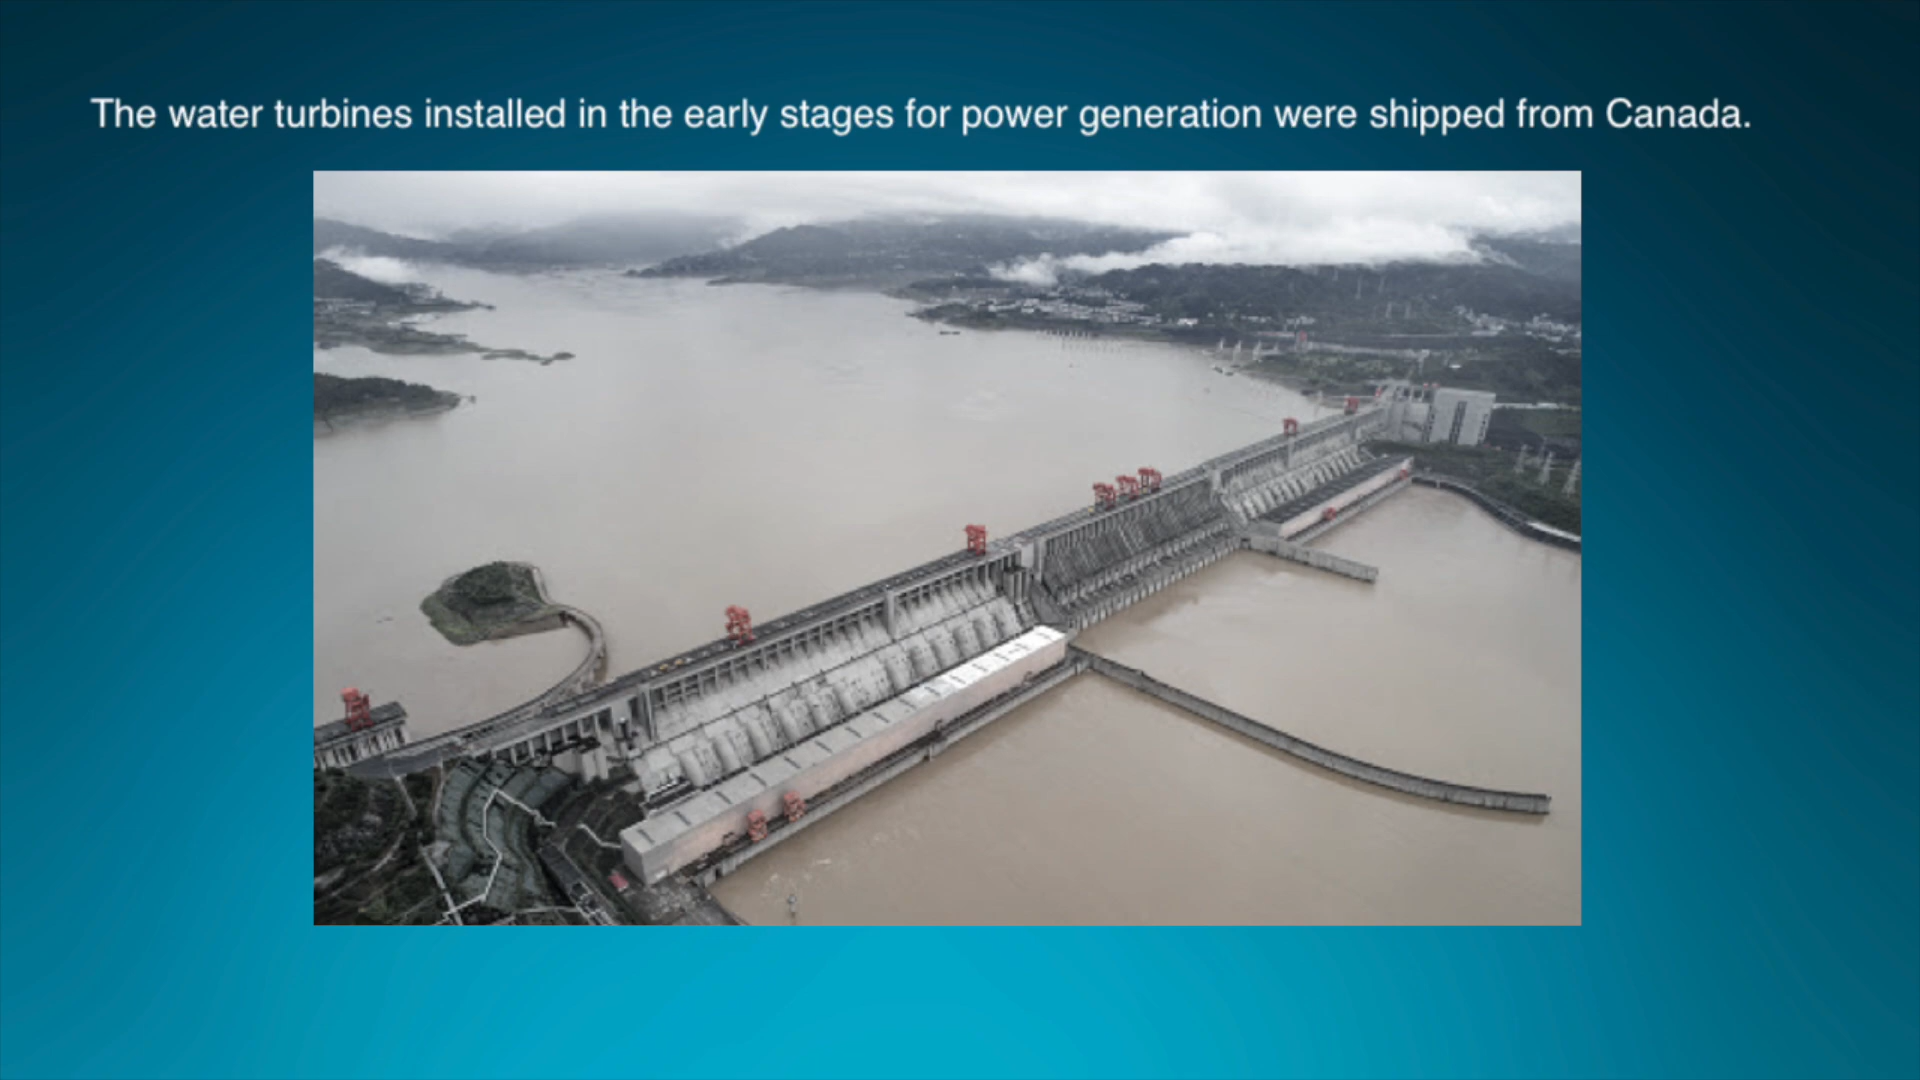 The water turbines installed in the early stages for power generation were shipped from Canada.